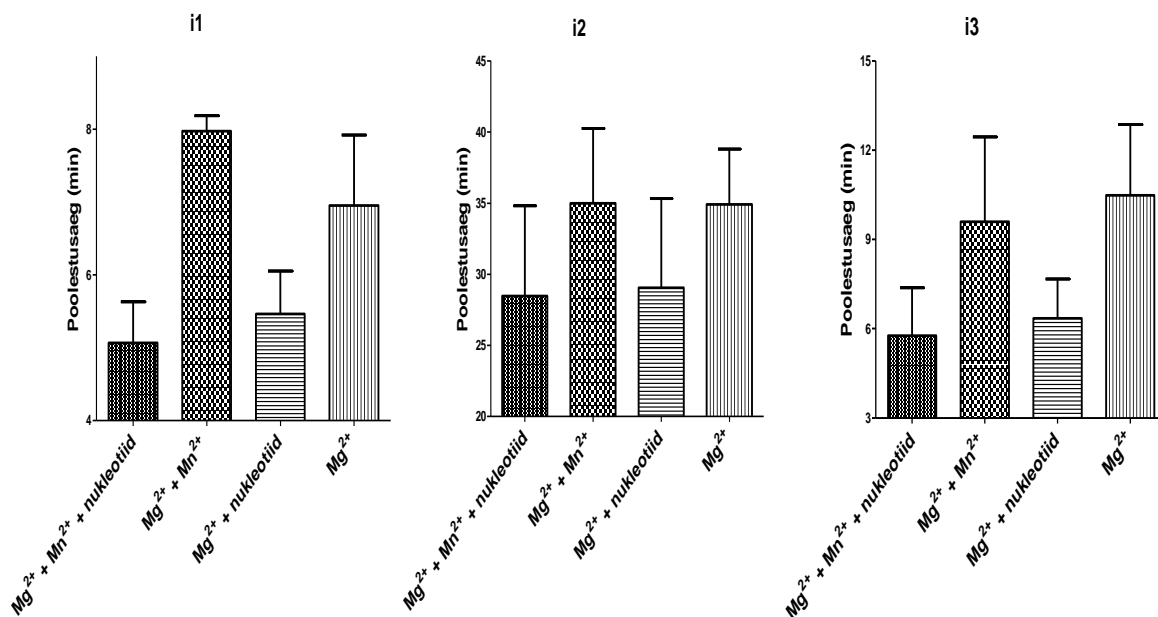 i1
Poolestusaeg (min)
8
6
4
Mg²⁺ + Mn²⁺ + nukleotiid
Mg²⁺ + Mn²⁺
Mg²⁺ + nukleotiid
Mg²⁺
i2
Poolestusaeg (min)
45
40
35
30
25
20
Mg²⁺ + Mn²⁺ + nukleotiid
Mg²⁺ + Mn²⁺
Mg²⁺ + nukleotiid
Mg²⁺
i3
Poolestusaeg (min)
15
12
9
6
3
Mg²⁺ + Mn²⁺ + nukleotiid
Mg²⁺ + Mn²⁺
Mg²⁺ + nukleotiid
Mg²⁺